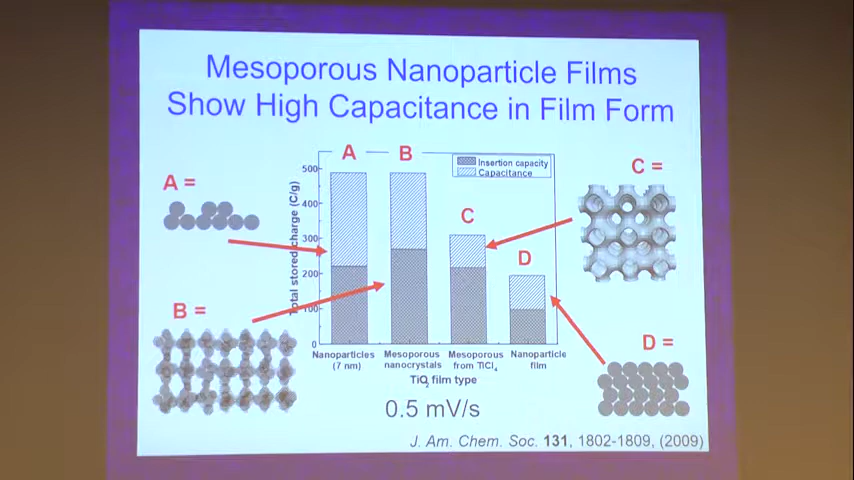 Mesoporous Nanoparticle Films
Show High Capacitance in Film Form
A
B
C
D
Insertion capacity
Capacitance
A =
B =
C =
D =
Total stored charge (C/g)
500
400
300
200
100
0
Nanoparticles
(7 nm)
Mesoporous
nanocrystals
Mesoporous
from TiCl4
Nanoparticle
film
TiO2 film type
0.5 mV/s
J. Am. Chem. Soc. 131, 1802-1809, (2009)